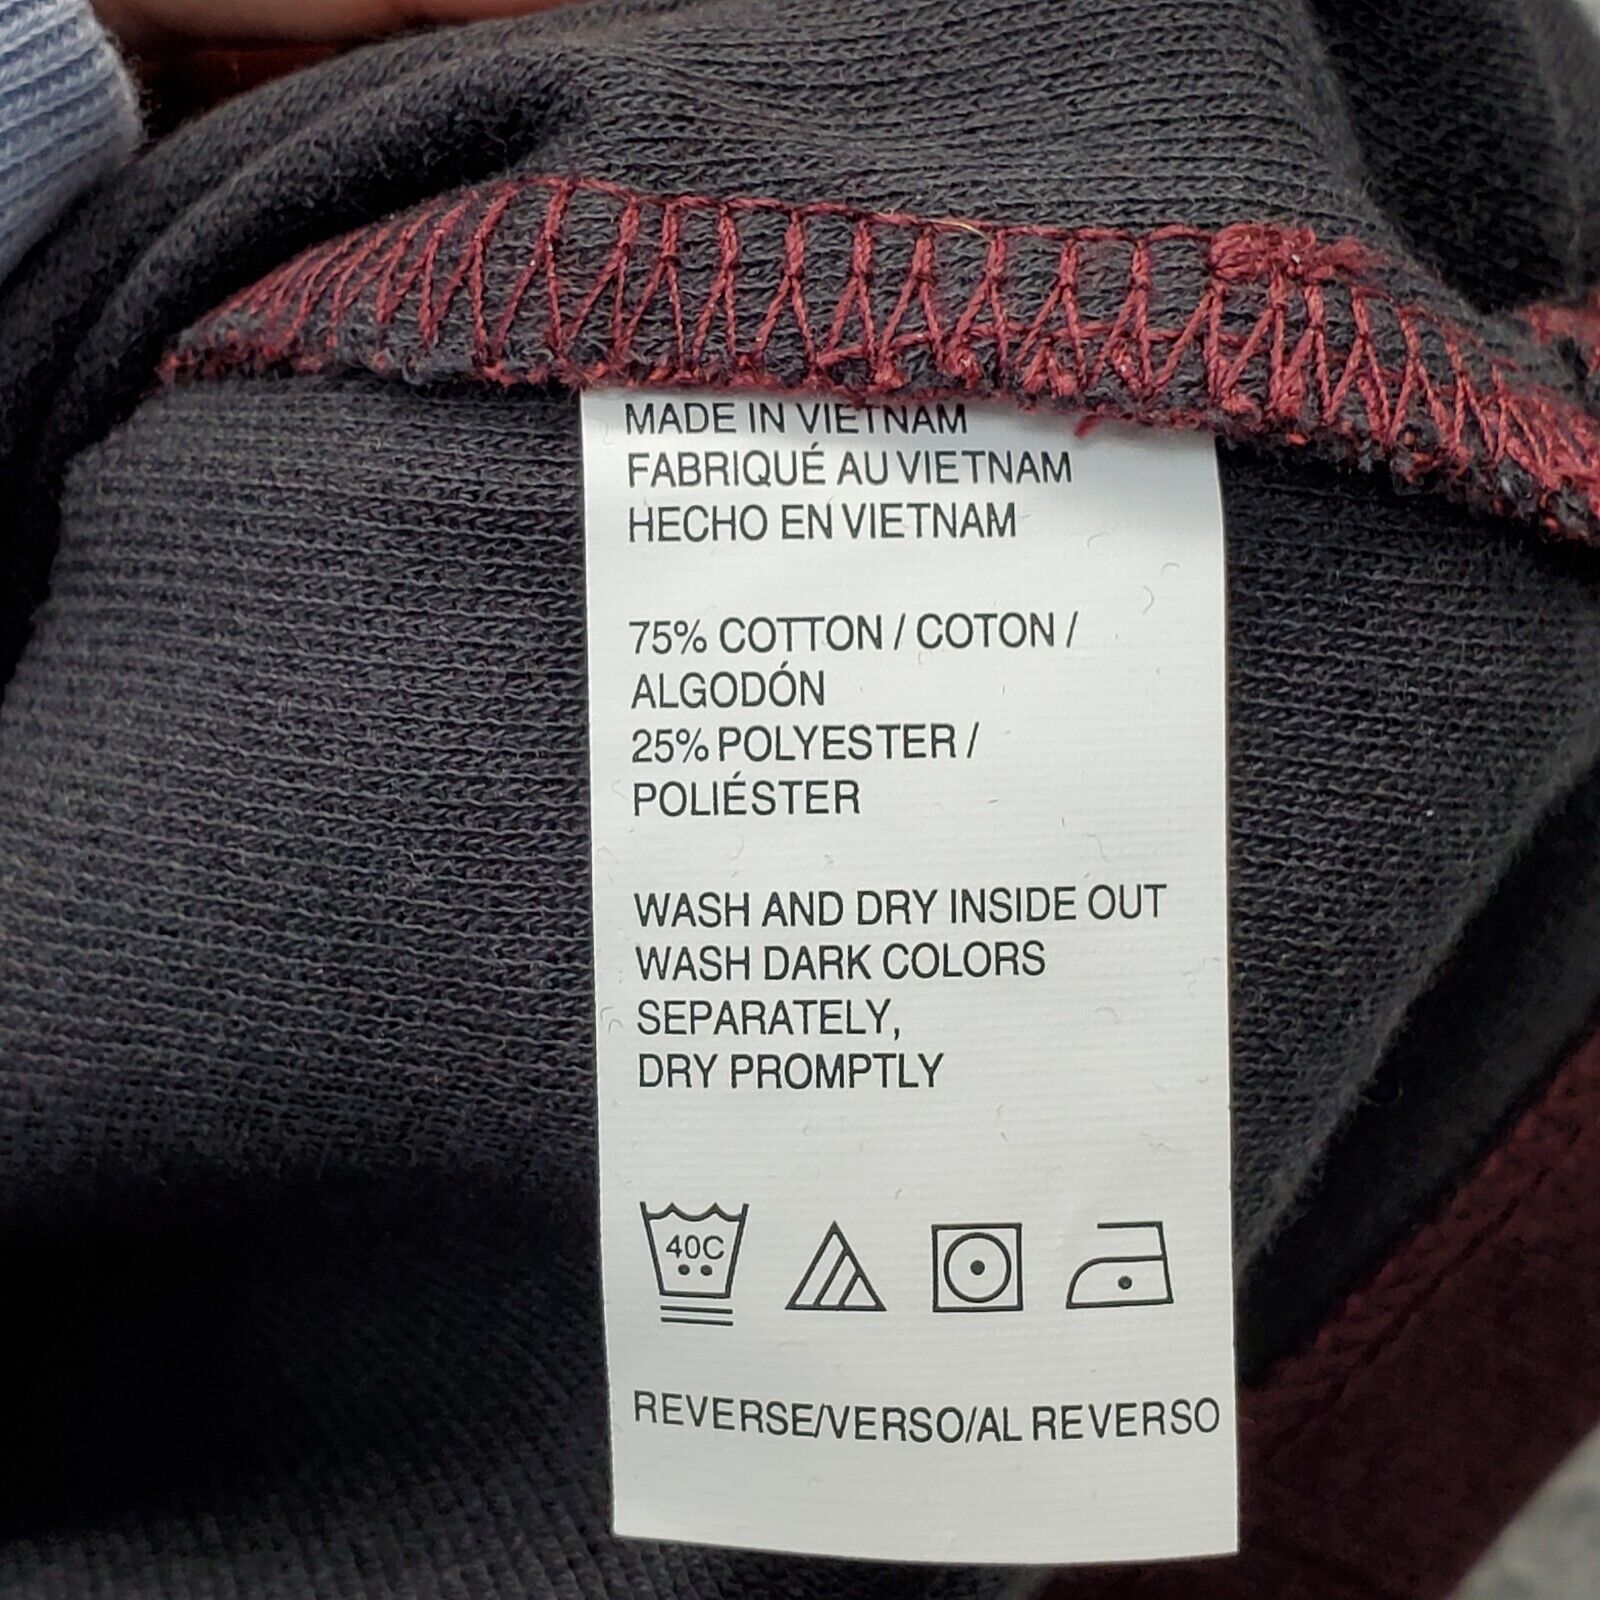 MADE IN VIETNAM
FABRIQUÉ AU VIETNAM
HECHO EN VIETNAM
75% COTTON / COTON /
ALGODÓN
25% POLYESTER /
POLIÉSTER
WASH AND DRY INSIDE OUT
WASH DARK COLORS
SEPARATELY,
DRY PROMPTLY
40C
REVERSE/VERSO/AL REVERSO